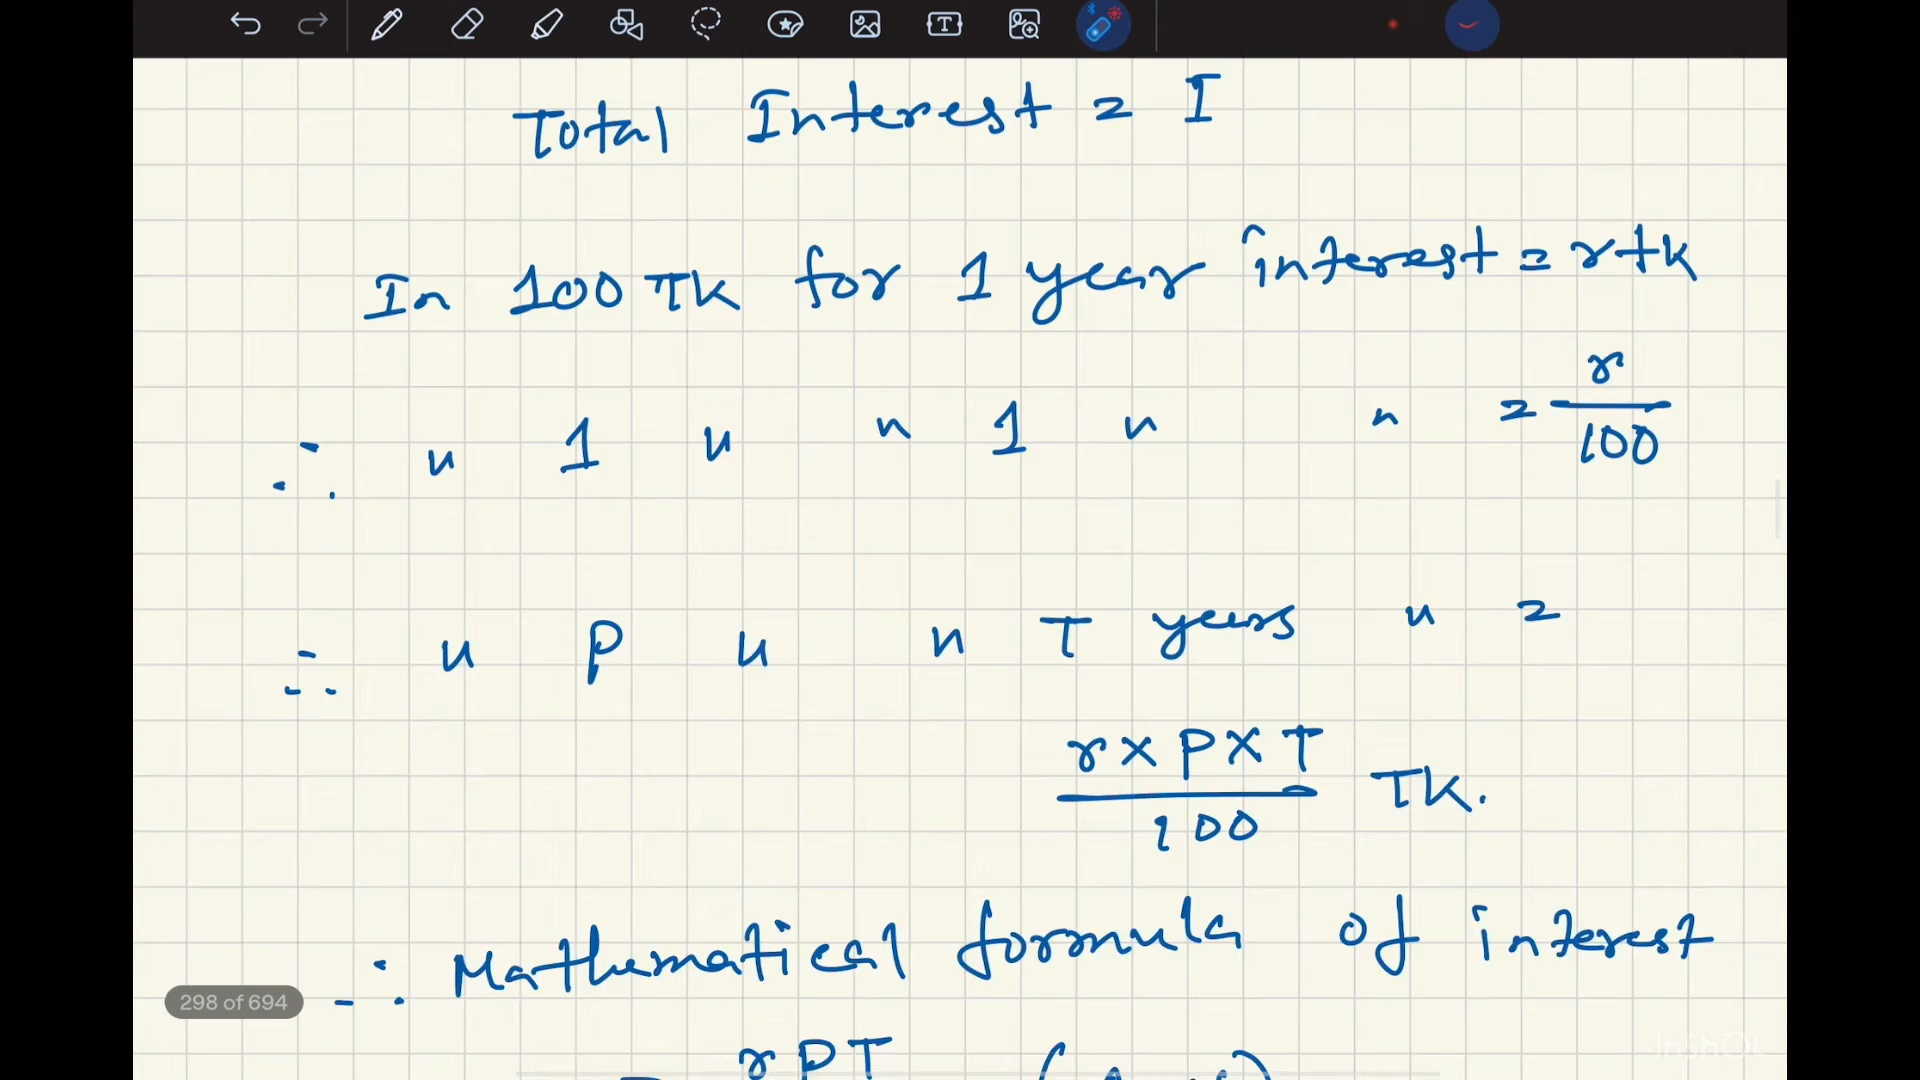 Total Interest = I
In 100 TK for 1 year interest = r tk
∴ " 1 " " 1 " " = r/100
∴ " P " " T years " =
r × P × T / 100 TK.
∴ Mathematical formula of interest
298 of 694
r P T
InShOt